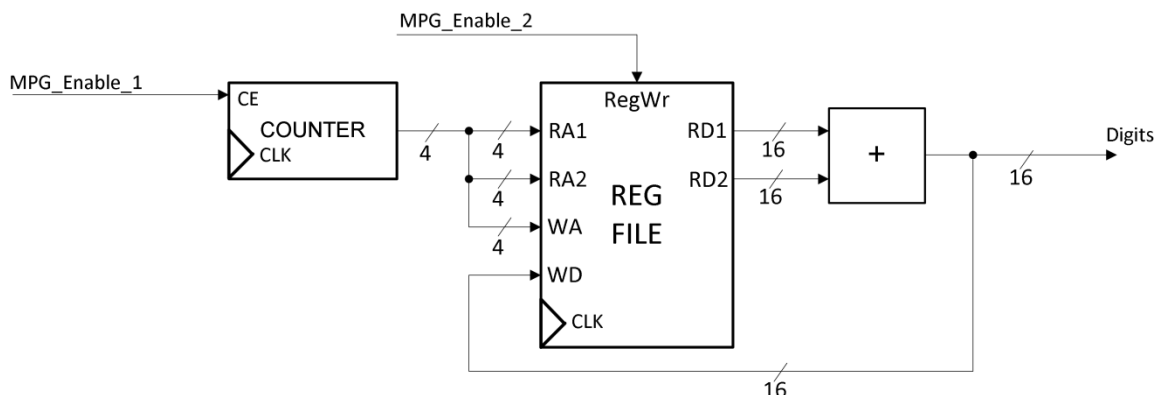 MPG_Enable_2
MPG_Enable_1
CE
COUNTER
CLK
4
4
4
4
RegWr
RA1
RA2
WA
WD
REG
FILE
CLK
RD1
RD2
16
16
+
Digits
16
16